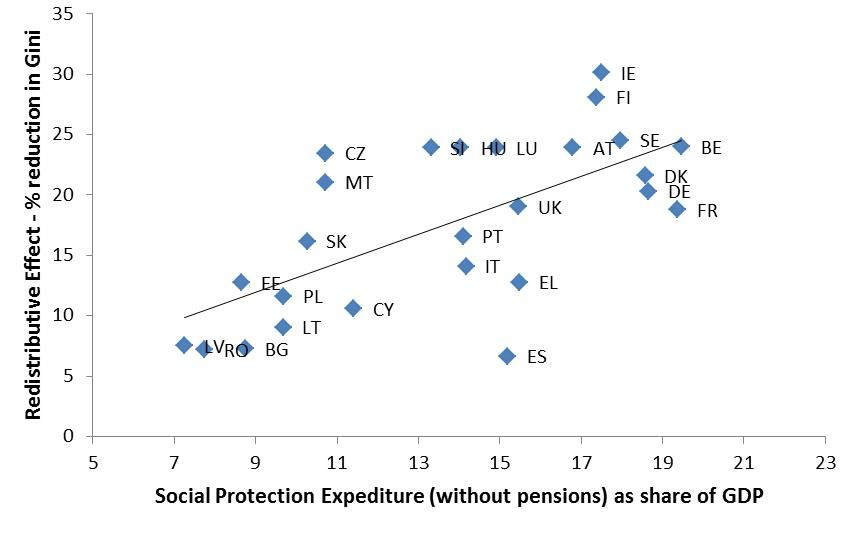 Redistributive Effect - % reduction in Gini
35
30
25
20
15
10
5
0
IE
FI
SE
BE
SI
HU
LU
AT
CZ
MT
DK
DE
FR
UK
PT
SK
IT
EL
EE
PL
CY
LT
LV
RO
BG
ES
5 7 9 11 13 15 17 19 21 23
Social Protection Expediture (without pensions) as share of GDP